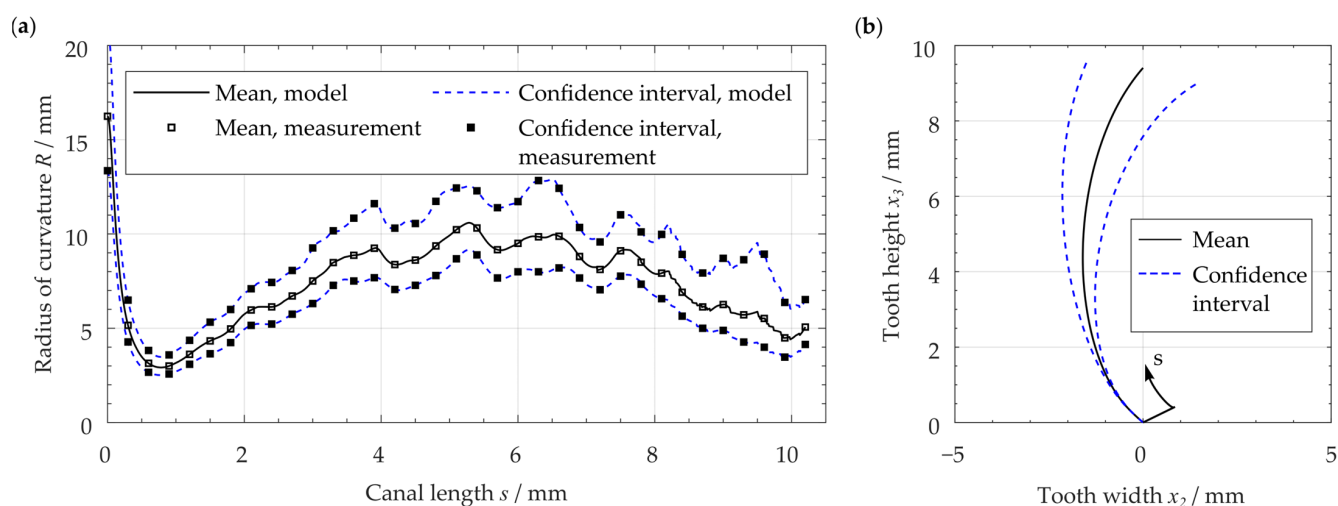 (a)
20
15
10
5
0
0 2 4 6 8 10
Radius of curvature R / mm
Canal length s / mm
Mean, model
Confidence interval, model
Mean, measurement
Confidence interval,
measurement
(b)
10
8
6
4
2
0
−5 0 5
Tooth height x₃ / mm
Tooth width x₂ / mm
Mean
Confidence
interval
s